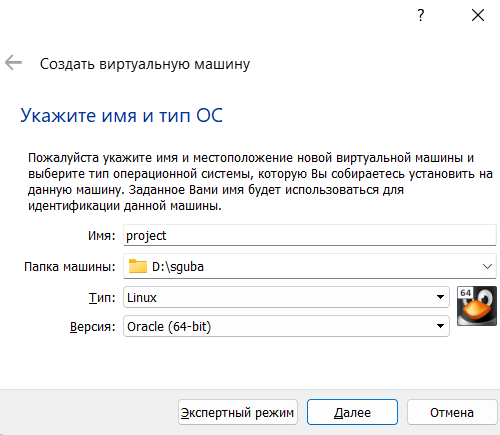 ?
Создать виртуальную машину
Укажите имя и тип ОС
Пожалуйста укажите имя и местоположение новой виртуальной машины и
выберите тип операционной системы, которую Вы собираетесь установить на
данную машину. Заданное Вами имя будет использоваться для
идентификации данной машины.
Имя: project
Папка машины: D:\sguba
Тип: Linux 64
Версия: Oracle (64-bit)
Экспертный режим Далее Отмена